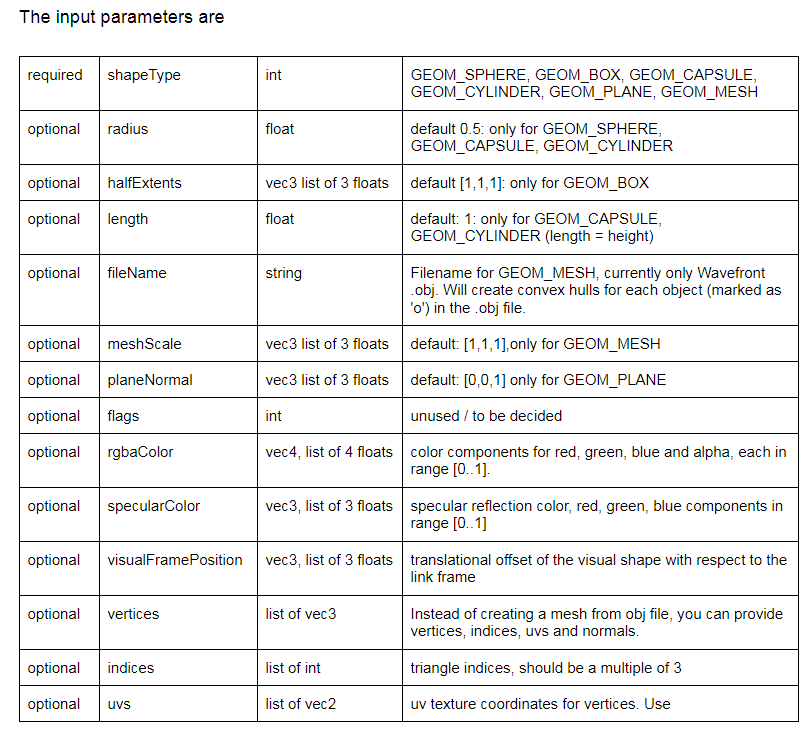 The input parameters are
required shapeType int GEOM_SPHERE, GEOM_BOX, GEOM_CAPSULE,
GEOM_CYLINDER, GEOM_PLANE, GEOM_MESH
optional radius float default 0.5: only for GEOM_SPHERE,
GEOM_CAPSULE, GEOM_CYLINDER
optional halfExtents vec3 list of 3 floats default [1,1,1]: only for GEOM_BOX
optional length float default: 1: only for GEOM_CAPSULE,
GEOM_CYLINDER (length = height)
optional fileName string Filename for GEOM_MESH, currently only Wavefront
.obj. Will create convex hulls for each object (marked as
'o') in the .obj file.
optional meshScale vec3 list of 3 floats default: [1,1,1],only for GEOM_MESH
optional planeNormal vec3 list of 3 floats default: [0,0,1] only for GEOM_PLANE
optional flags int unused / to be decided
optional rgbaColor vec4, list of 4 floats color components for red, green, blue and alpha, each in
range [0..1].
optional specularColor vec3, list of 3 floats specular reflection color, red, green, blue components in
range [0..1]
optional visualFramePosition vec3, list of 3 floats translational offset of the visual shape with respect to the
link frame
optional vertices list of vec3 Instead of creating a mesh from obj file, you can provide
vertices, indices, uvs and normals.
optional indices list of int triangle indices, should be a multiple of 3
optional uvs list of vec2 uv texture coordinates for vertices. Use